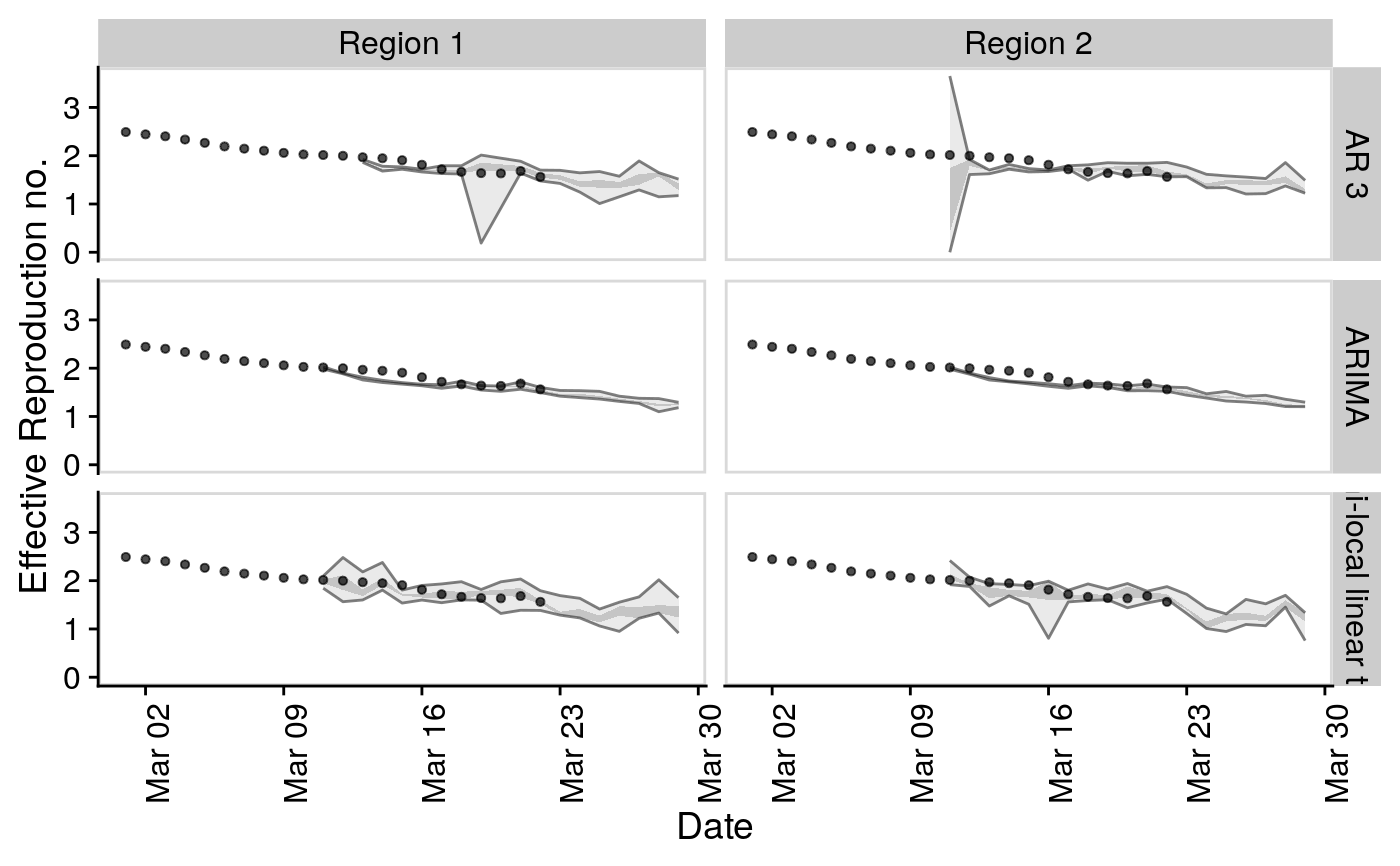 Region 1
Region 2
Effective Reproduction no.
3
2
1
0
AR 3
3
2
1
0
ARIMA
3
2
1
0
i-local linear t
Mar 02
Mar 09
Mar 16
Mar 23
Mar 30
Mar 02
Mar 09
Mar 16
Mar 23
Mar 30
Date